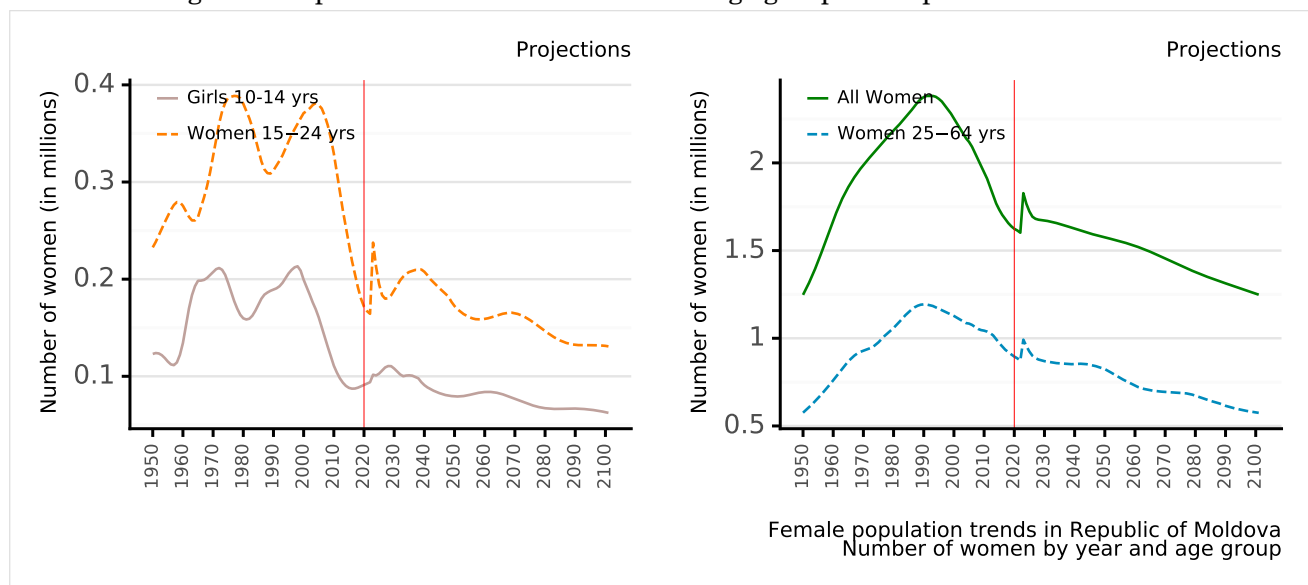 Projections
0.4
0.3
0.2
0.1
Number of women (in millions)
Girls 10-14 yrs
Women 15−24 yrs
1950 1960 1970 1980 1990 2000 2010 2020 2030 2040 2050 2060 2070 2080 2090 2100
Projections
2
1.5
1
0.5
Number of women (in millions)
All Women
Women 25−64 yrs
1950 1960 1970 1980 1990 2000 2010 2020 2030 2040 2050 2060 2070 2080 2090 2100
Female population trends in Republic of Moldova
Number of women by year and age group